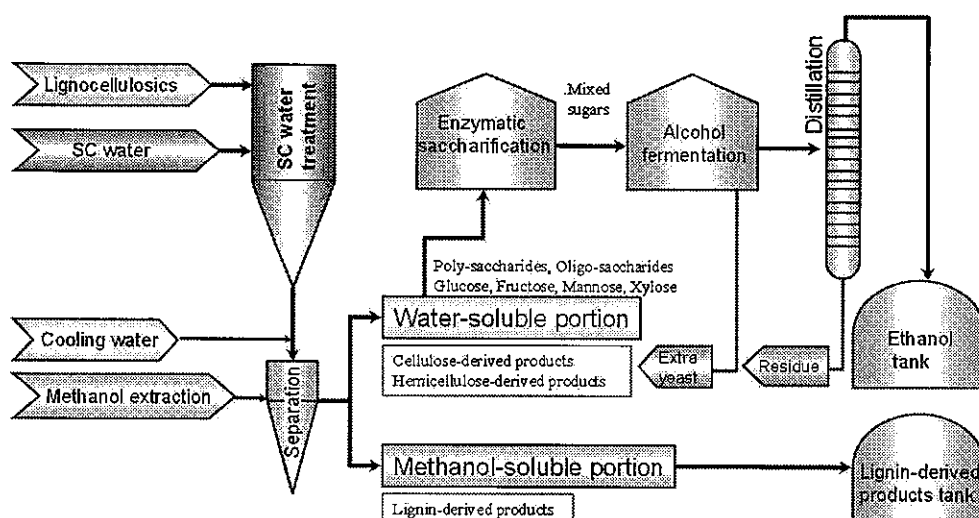 Lignocellulosics
SC water
SC water
treatment
Enzymatic
saccharification
.Mixed
sugars
Alcohol
fermentation
Distillation
Poly-saccharides, Oligo-saccharides
Glucose, Fructose, Mannose, Xylose
Water-soluble portion
Cellulose-derived products
Hemicellulose-derived products
Extra
yeast
Residue
Ethanol
tank
Cooling water
Methanol extraction
Separation
Methanol-soluble portion
Lignin-derived products
Lignin-derived
products tank